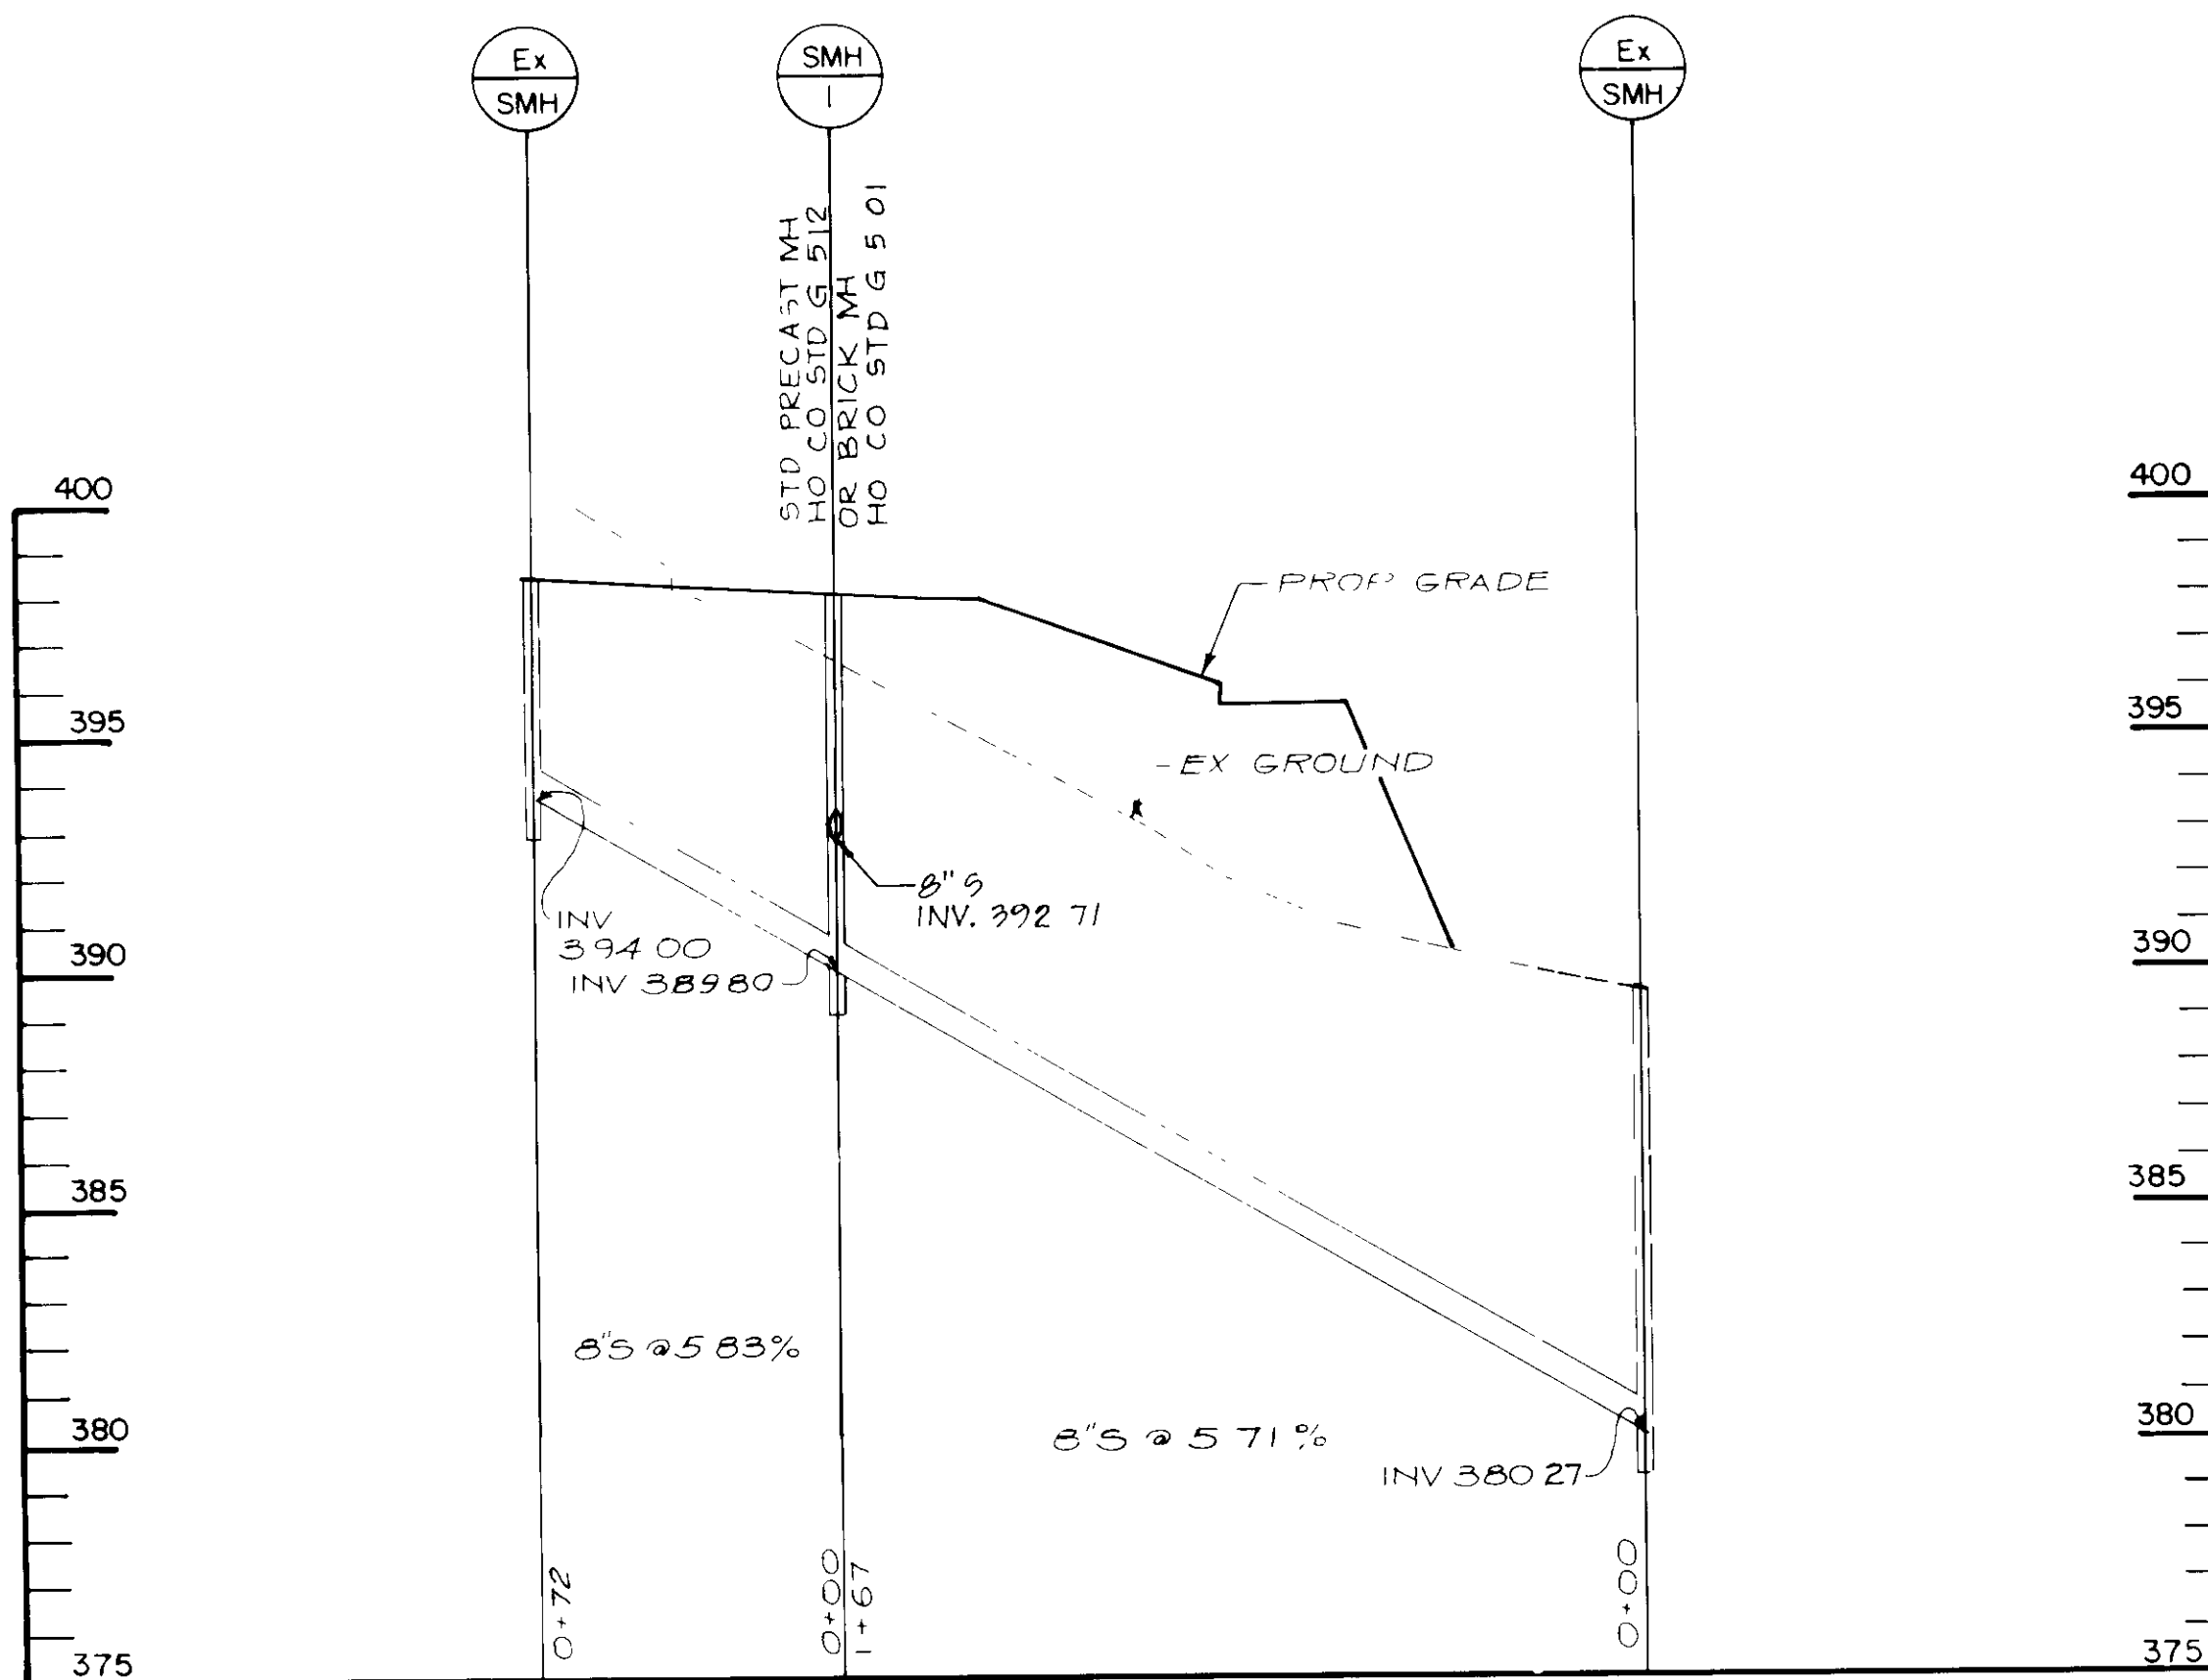 Ex
SMH
SMH
1
Ex
SMH
STD PRECAST MH
HO CO STD G 512
OR BRICK MH
HO CO STD G 5 01
400
395
390
385
380
375
400
395
390
385
380
375
PROP GRADE
EX GROUND
8" S
INV. 392 71
INV
394 00
INV 389 80
8"S @ 5 83%
8"S @ 5 71 %
INV 380 27
0+72
0+00
1+67
0+00